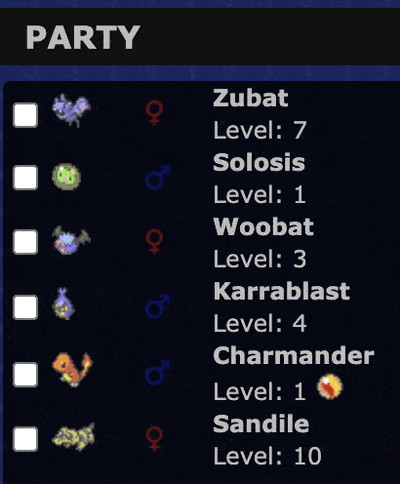 PARTY
Zubat
Level: 7
Solosis
Level: 1
Woobat
Level: 3
Karrablast
Level: 4
Charmander
Level: 1
Sandile
Level: 10